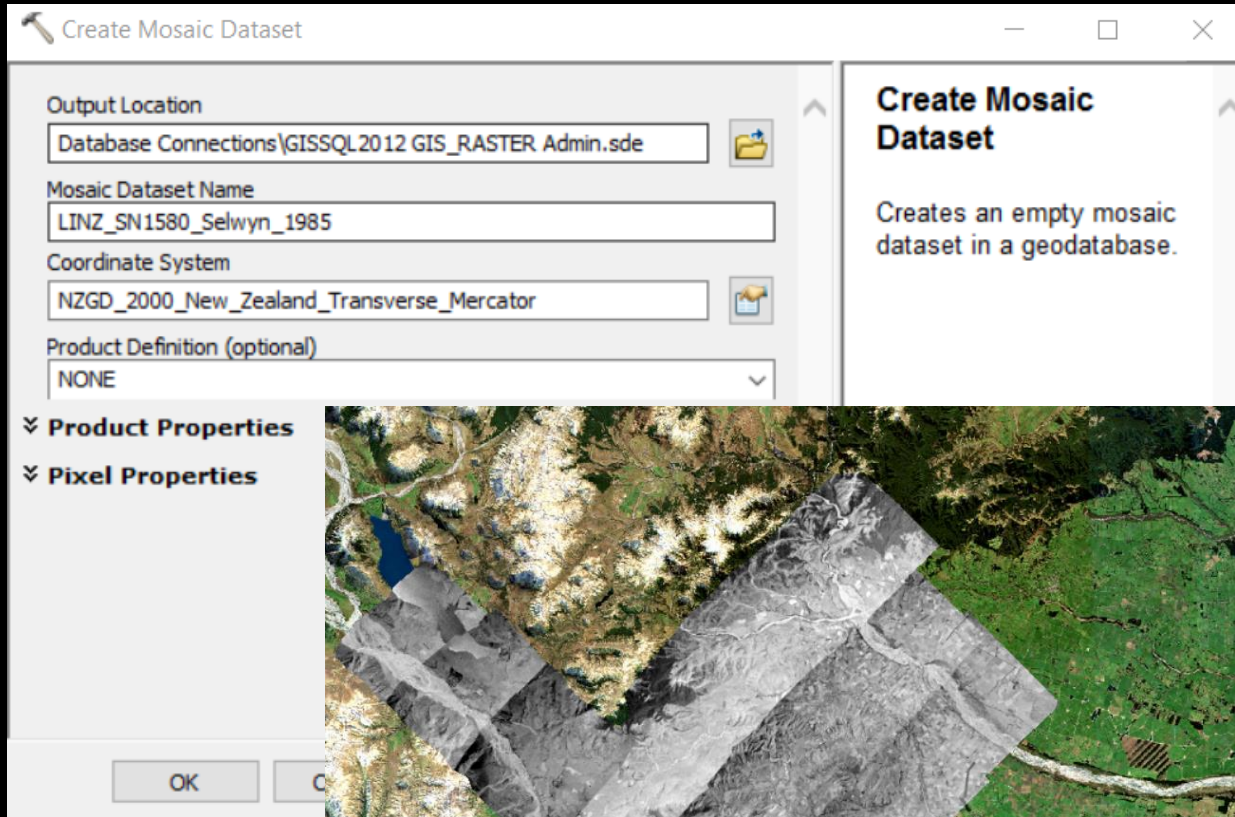 Create Mosaic Dataset
Output Location
Database Connections\GISSQL2012 GIS_RASTER Admin.sde
Mosaic Dataset Name
LINZ_SN1580_Selwyn_1985
Coordinate System
NZGD_2000_New_Zealand_Transverse_Mercator
Product Definition (optional)
NONE
Product Properties
Pixel Properties
OK
Create Mosaic
Dataset
Creates an empty mosaic
dataset in a geodatabase.